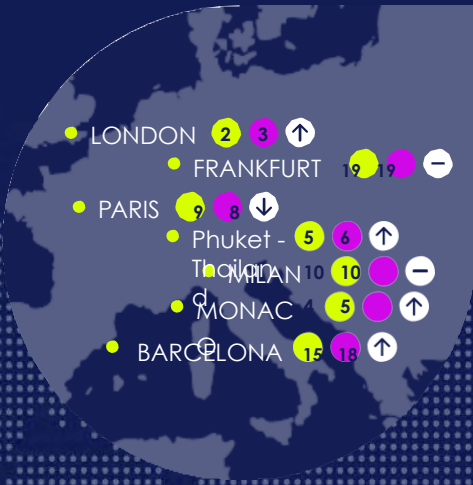 LONDON 2 3 ↑
FRANKFURT 19 19 −
PARIS 9 8 ↓
Phuket - 5 6 ↑
Thailan
d
MILAN 10 10 −
MONAC 4 5 ↑
O
BARCELONA 15 18 ↑